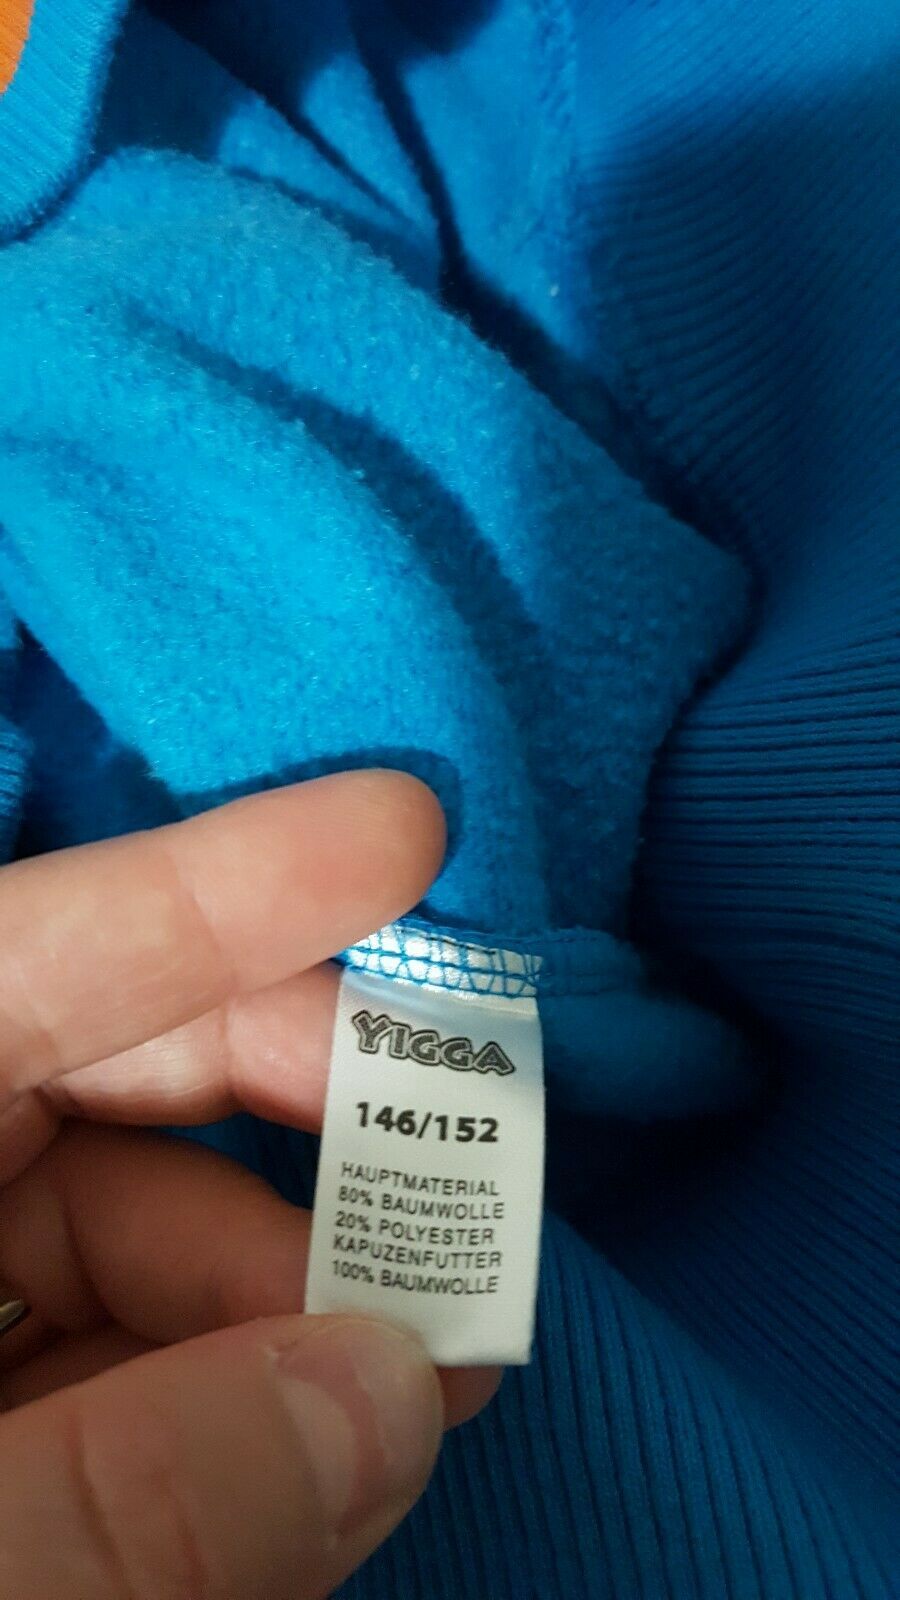 YIGGA
146/152
HAUPTMATERIAL
80% BAUMWOLLE
20% POLYESTER
KAPUZENFUTTER
100% BAUMWOLLE